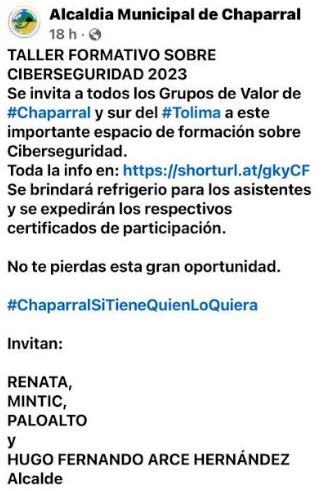 Alcaldia Municipal de Chaparral
18 h ·
TALLER FORMATIVO SOBRE
CIBERSEGURIDAD 2023
Se invita a todos los Grupos de Valor de
#Chaparral y sur del #Tolima a este
importante espacio de formación sobre
Ciberseguridad.
Toda la info en: https://shorturl.at/gkyCF
Se brindará refrigerio para los asistentes
y se expedirán los respectivos
certificados de participación.
No te pierdas esta gran oportunidad.
#ChaparralSiTieneQuienLoQuiera
Invitan:
RENATA,
MINTIC,
PALOALTO
y
HUGO FERNANDO ARCE HERNÁNDEZ
Alcalde